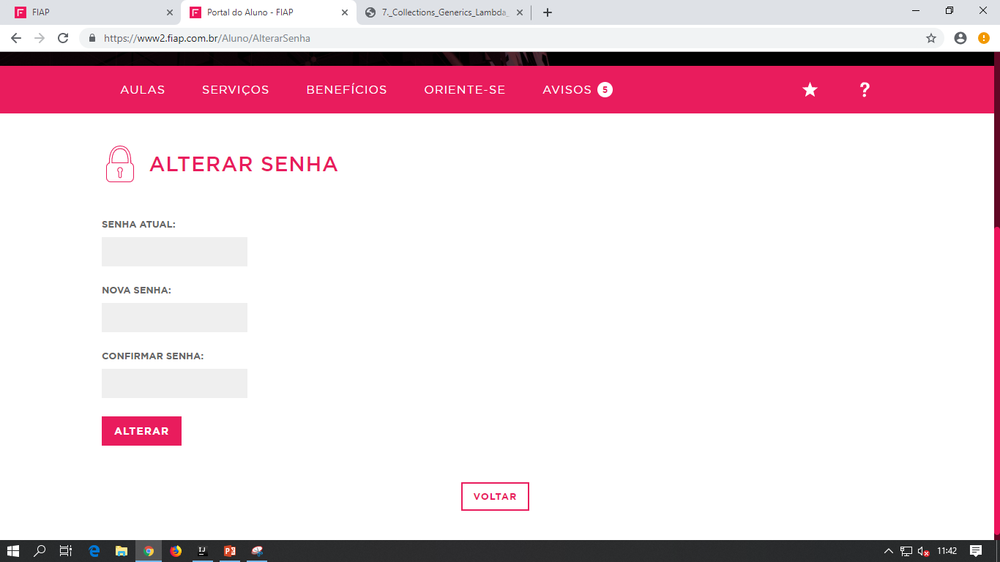 FIAP
Portal do Aluno - FIAP
7._Collections_Generics_Lambda_
https://www2.fiap.com.br/Aluno/AlterarSenha
AULAS SERVIÇOS BENEFÍCIOS ORIENTE-SE AVISOS 5 ?
ALTERAR SENHA
SENHA ATUAL:
NOVA SENHA:
CONFIRMAR SENHA:
ALTERAR
VOLTAR
11:42